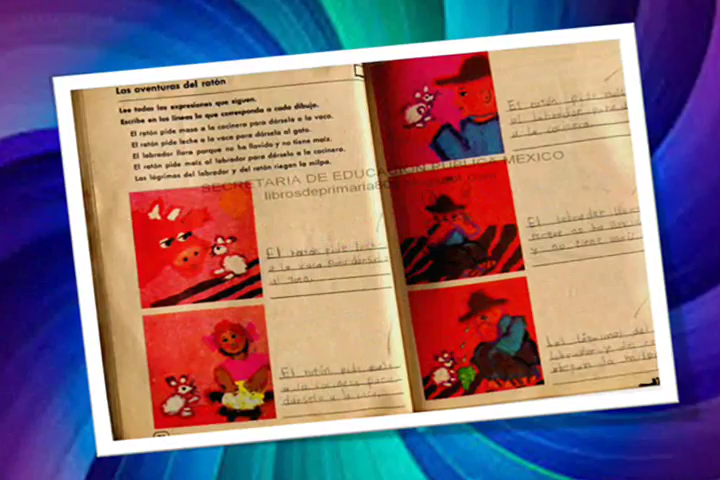 Las aventuras del ratón
Lee todas las expresiones que siguen.
Escribe en las líneas lo que corresponda a cada dibujo.
El ratón pide masa a la cocinera para dársela a la vaca.
El ratón pide leche a la vaca para dársela al gato.
El labrador llora porque no ha llovido y no tiene maíz.
El ratón pide maíz al labrador para dárselo a la cocinera.
Las lágrimas del labrador y del ratón riegan la milpa.
SECRETARIA DE EDUCACION PUBLICA MEXICO
El ratón pide leche
a la vaca para dársela
al gato.
El ratón pide masa
a la cocinera para
dársela a la vaca.
El ratón pide maíz
al labrador para
a la cocinera.
El labrador llora
porque no ha
y no tiene maíz.
Las lágrimas del
labrador y del
riegan la milpa